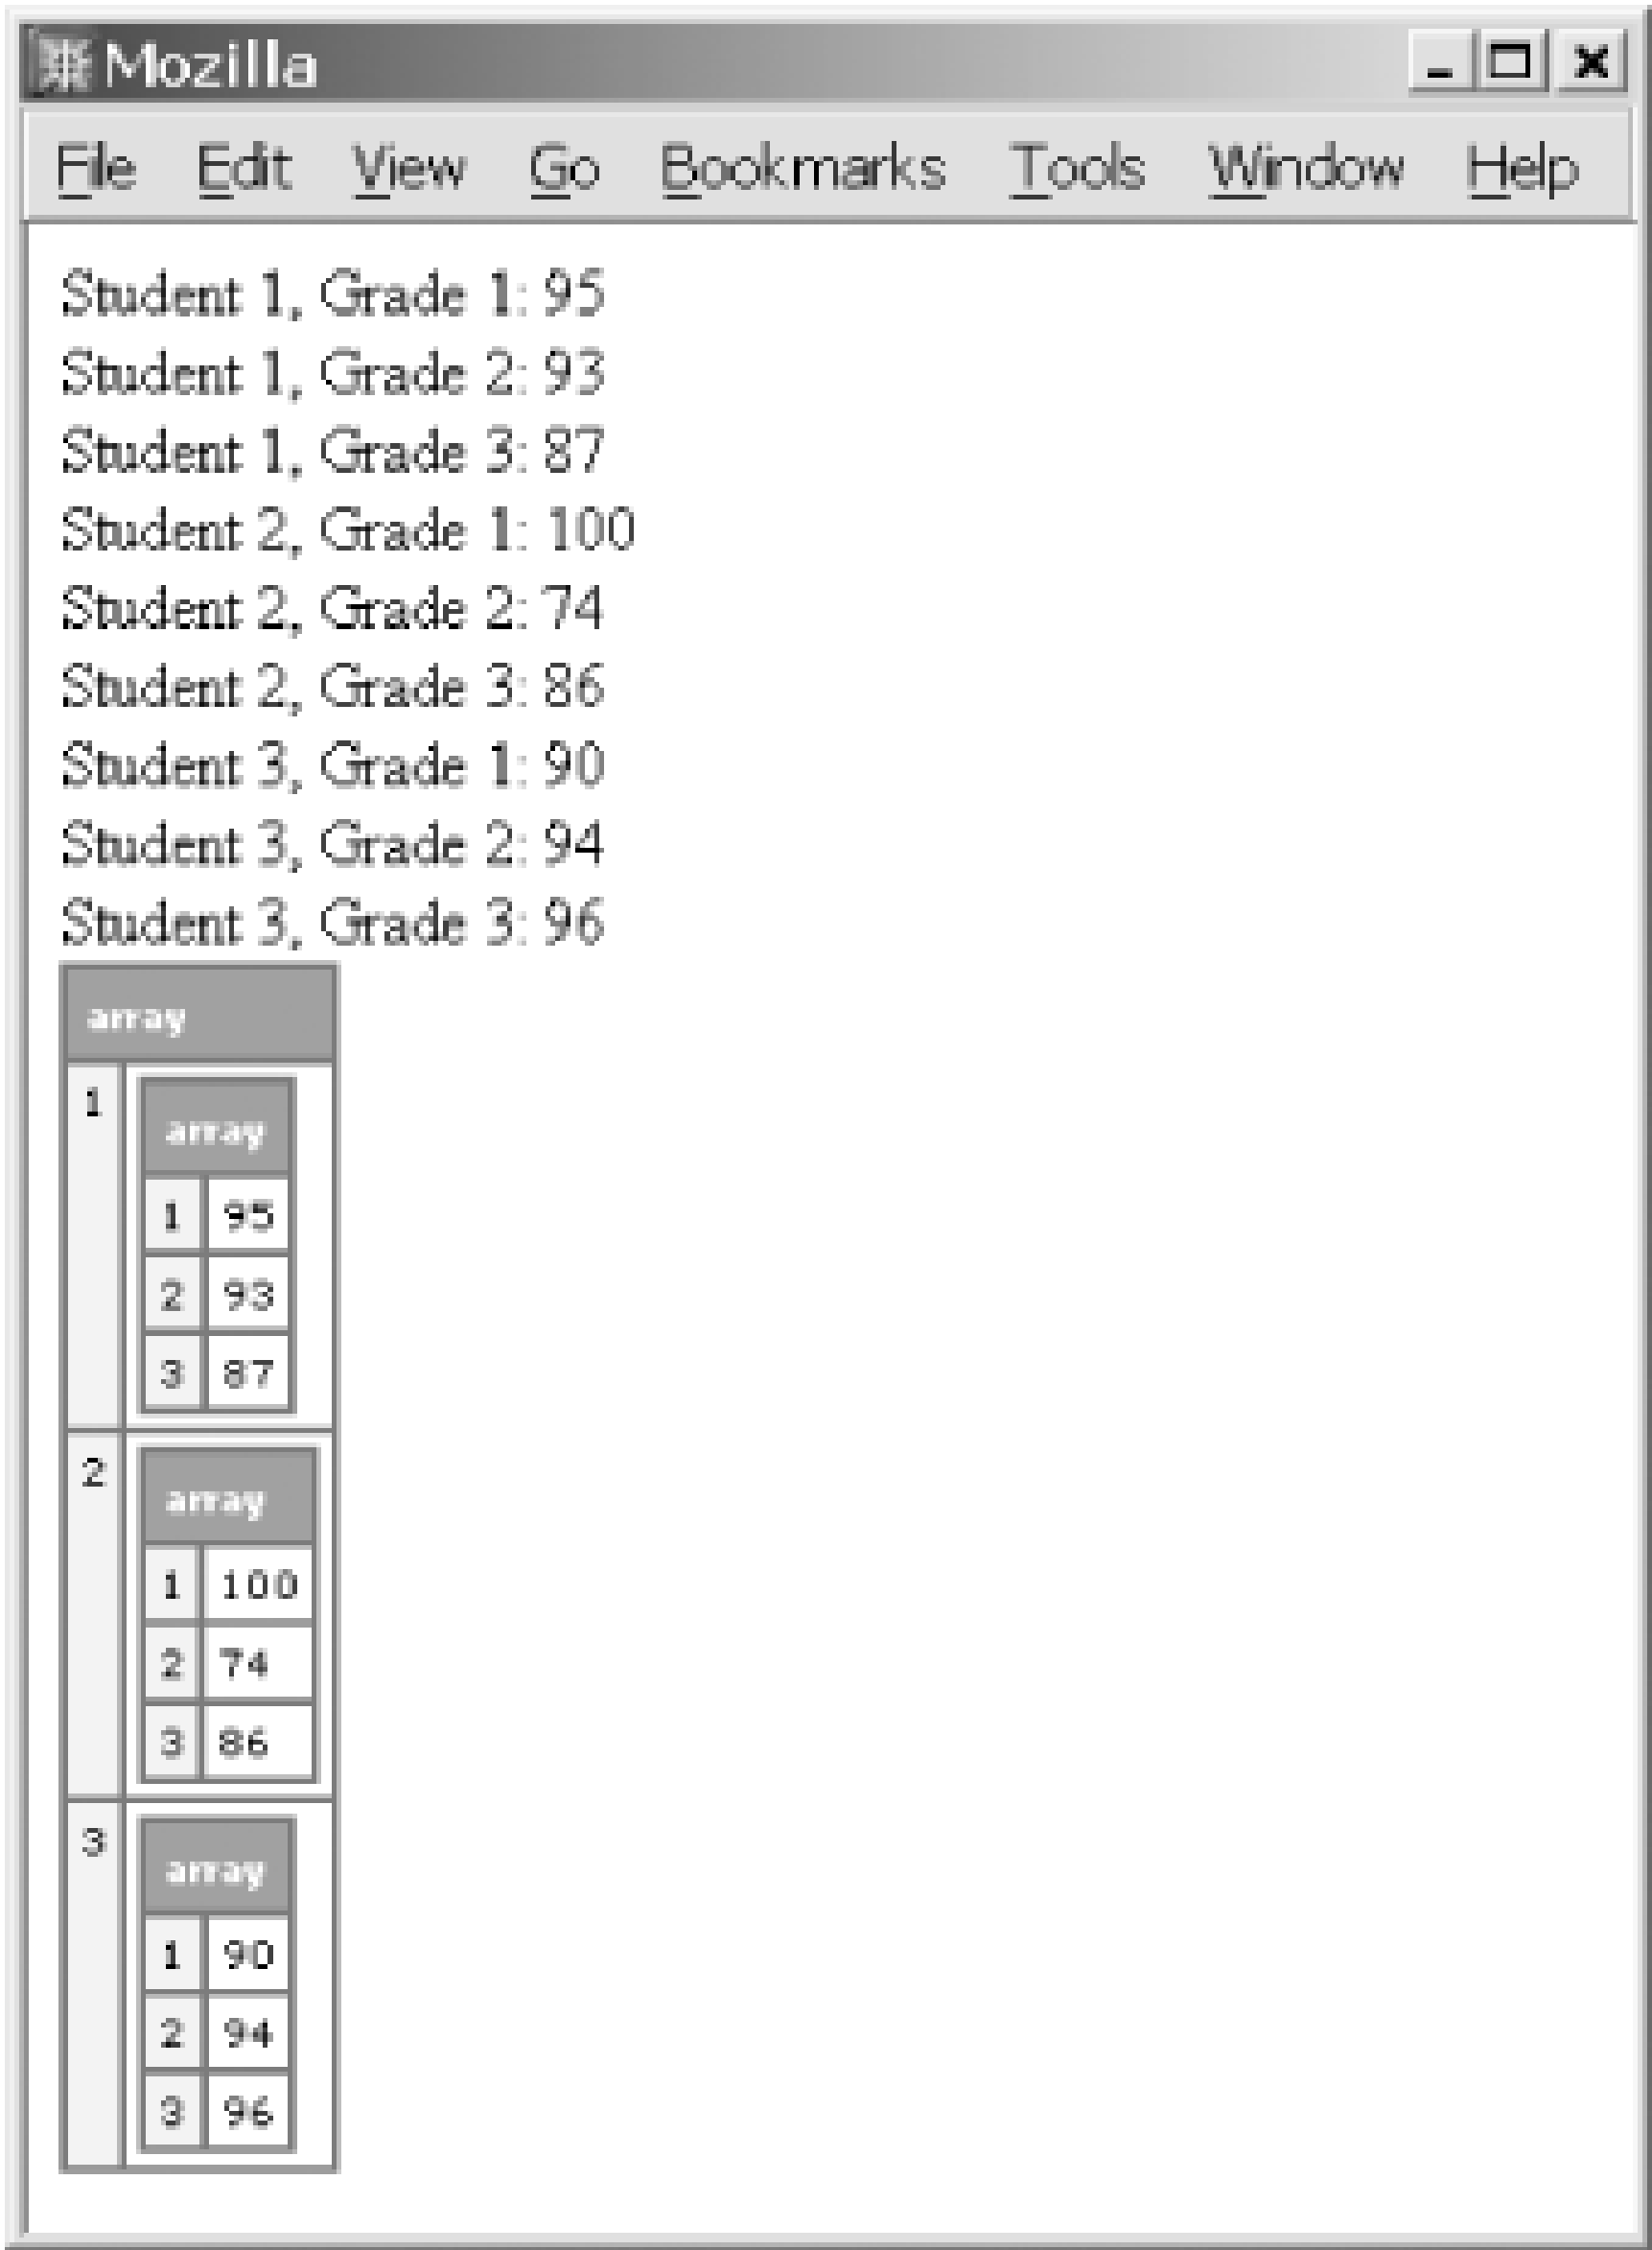 Mozilla
File Edit View Go Bookmarks Tools Window Help
Student 1, Grade 1: 95
Student 1, Grade 2: 93
Student 1, Grade 3: 87
Student 2, Grade 1: 100
Student 2, Grade 2: 74
Student 2, Grade 3: 86
Student 3, Grade 1: 90
Student 3, Grade 2: 94
Student 3, Grade 3: 96
array
1
array
1 95
2 93
3 87
2
array
1 100
2 74
3 86
3
array
1 90
2 94
3 96